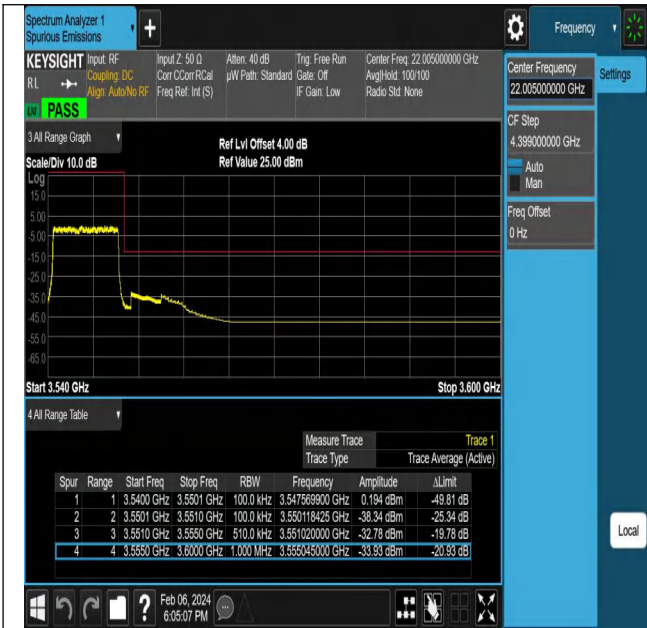 Spectrum Analyzer 1
Spurious Emissions
Frequency
KEYSIGHT
RL
Input: RF
Coupling: DC
Align: Auto/No RF
Input Z: 50 Ω
Corr CCorr RCal
Freq Ref: Int (S)
Atten: 40 dB
µW Path: Standard
Trig: Free Run
Gate: Off
IF Gain: Low
Center Freq: 22.005000000 GHz
Avg|Hold: 100/100
Radio Std: None
PASS
Center Frequency
22.005000000 GHz
Settings
CF Step
4.399000000 GHz
Auto
Man
Freq Offset
0 Hz
3 All Range Graph
Ref Lvl Offset 4.00 dB
Scale/Div 10.0 dB
Ref Value 25.00 dBm
Log
15.0
5.00
-5.00
-15.0
-25.0
-35.0
-45.0
-55.0
-65.0
Start 3.540 GHz
Stop 3.600 GHz
4 All Range Table
Measure Trace Trace 1
Trace Type Trace Average (Active)
Spur Range Start Freq Stop Freq RBW Frequency Amplitude ΔLimit
1 1 3.5400 GHz 3.5501 GHz 100.0 kHz 3.547569900 GHz 0.194 dBm -49.81 dB
2 2 3.5501 GHz 3.5510 GHz 100.0 kHz 3.550118425 GHz -38.34 dBm -25.34 dB
3 3 3.5510 GHz 3.5550 GHz 510.0 kHz 3.551020000 GHz -32.78 dBm -19.78 dB
4 4 3.5550 GHz 3.6000 GHz 1.000 MHz 3.555045000 GHz -33.93 dBm -20.93 dB
Local
Feb 06, 2024
6:05:07 PM